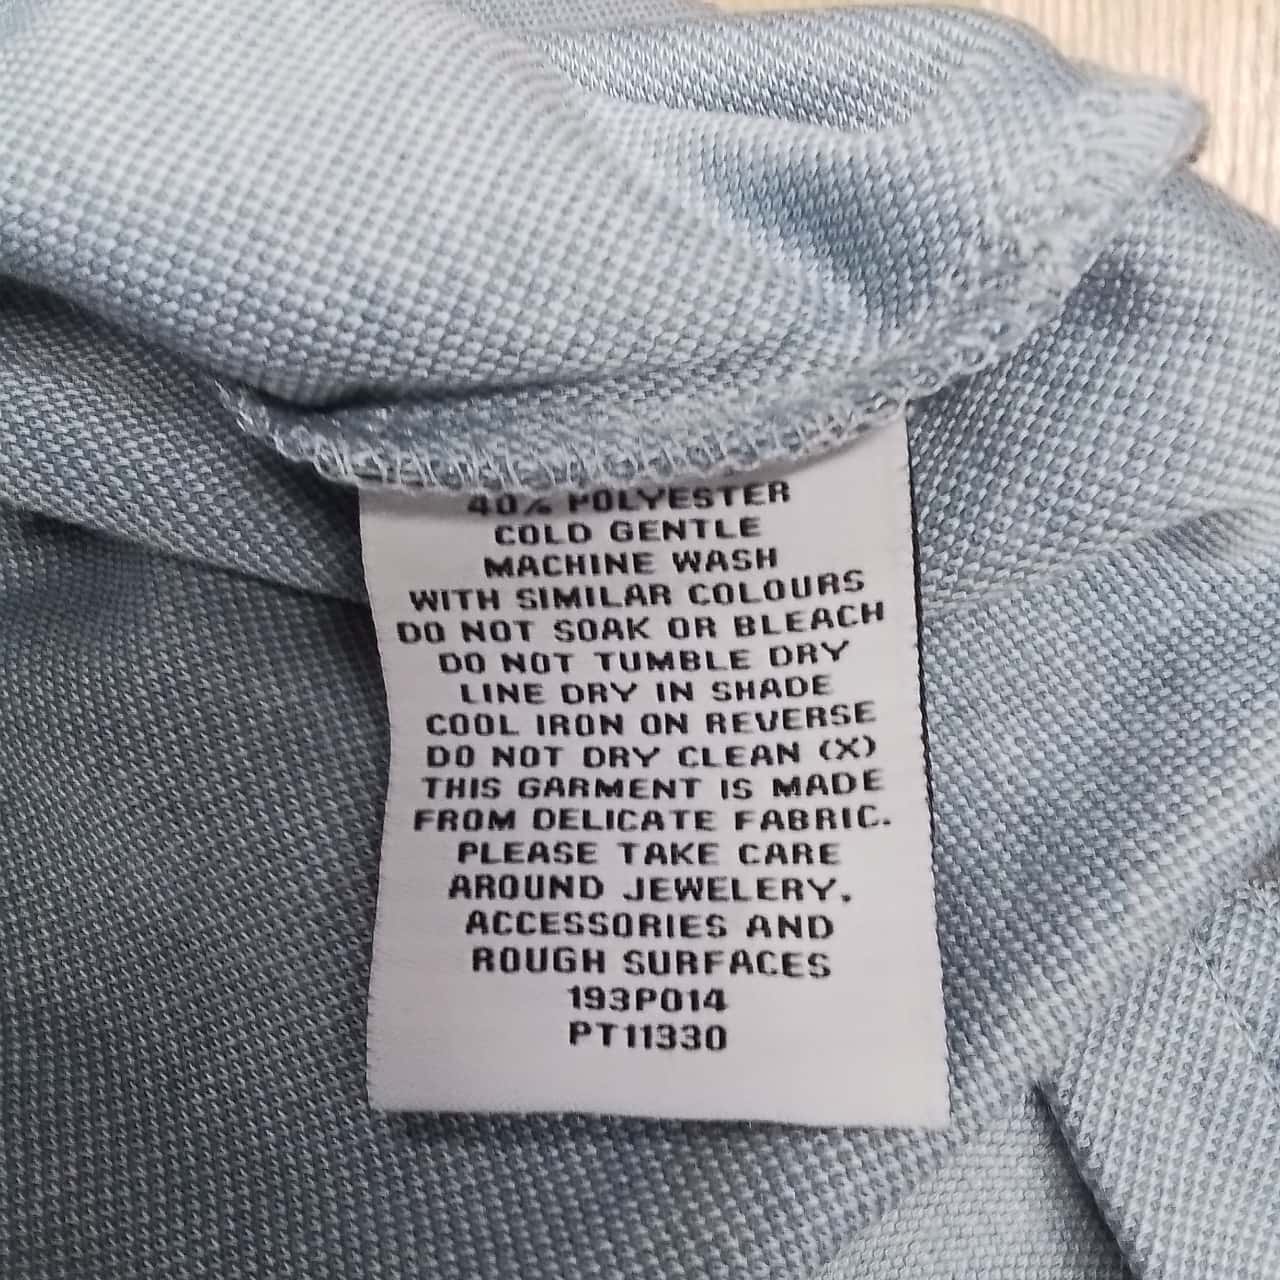 40% POLYESTER
COLD GENTLE
MACHINE WASH
WITH SIMILAR COLOURS
DO NOT SOAK OR BLEACH
DO NOT TUMBLE DRY
LINE DRY IN SHADE
COOL IRON ON REVERSE
DO NOT DRY CLEAN (X)
THIS GARMENT IS MADE
FROM DELICATE FABRIC.
PLEASE TAKE CARE
AROUND JEWELERY,
ACCESSORIES AND
ROUGH SURFACES
193P014
PT11330